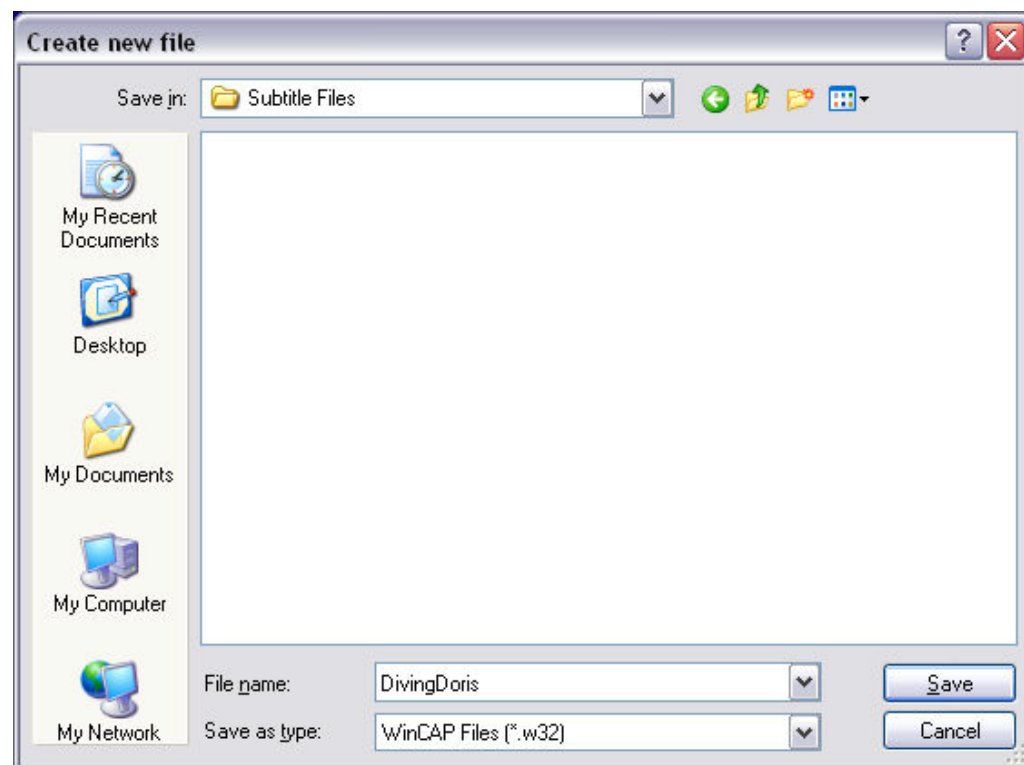 Create new file
Save in:
Subtitle Files
My Recent
Documents
Desktop
My Documents
My Computer
My Network
File name:
DivingDoris
Save
Save as type:
WinCAP Files (*.w32)
Cancel